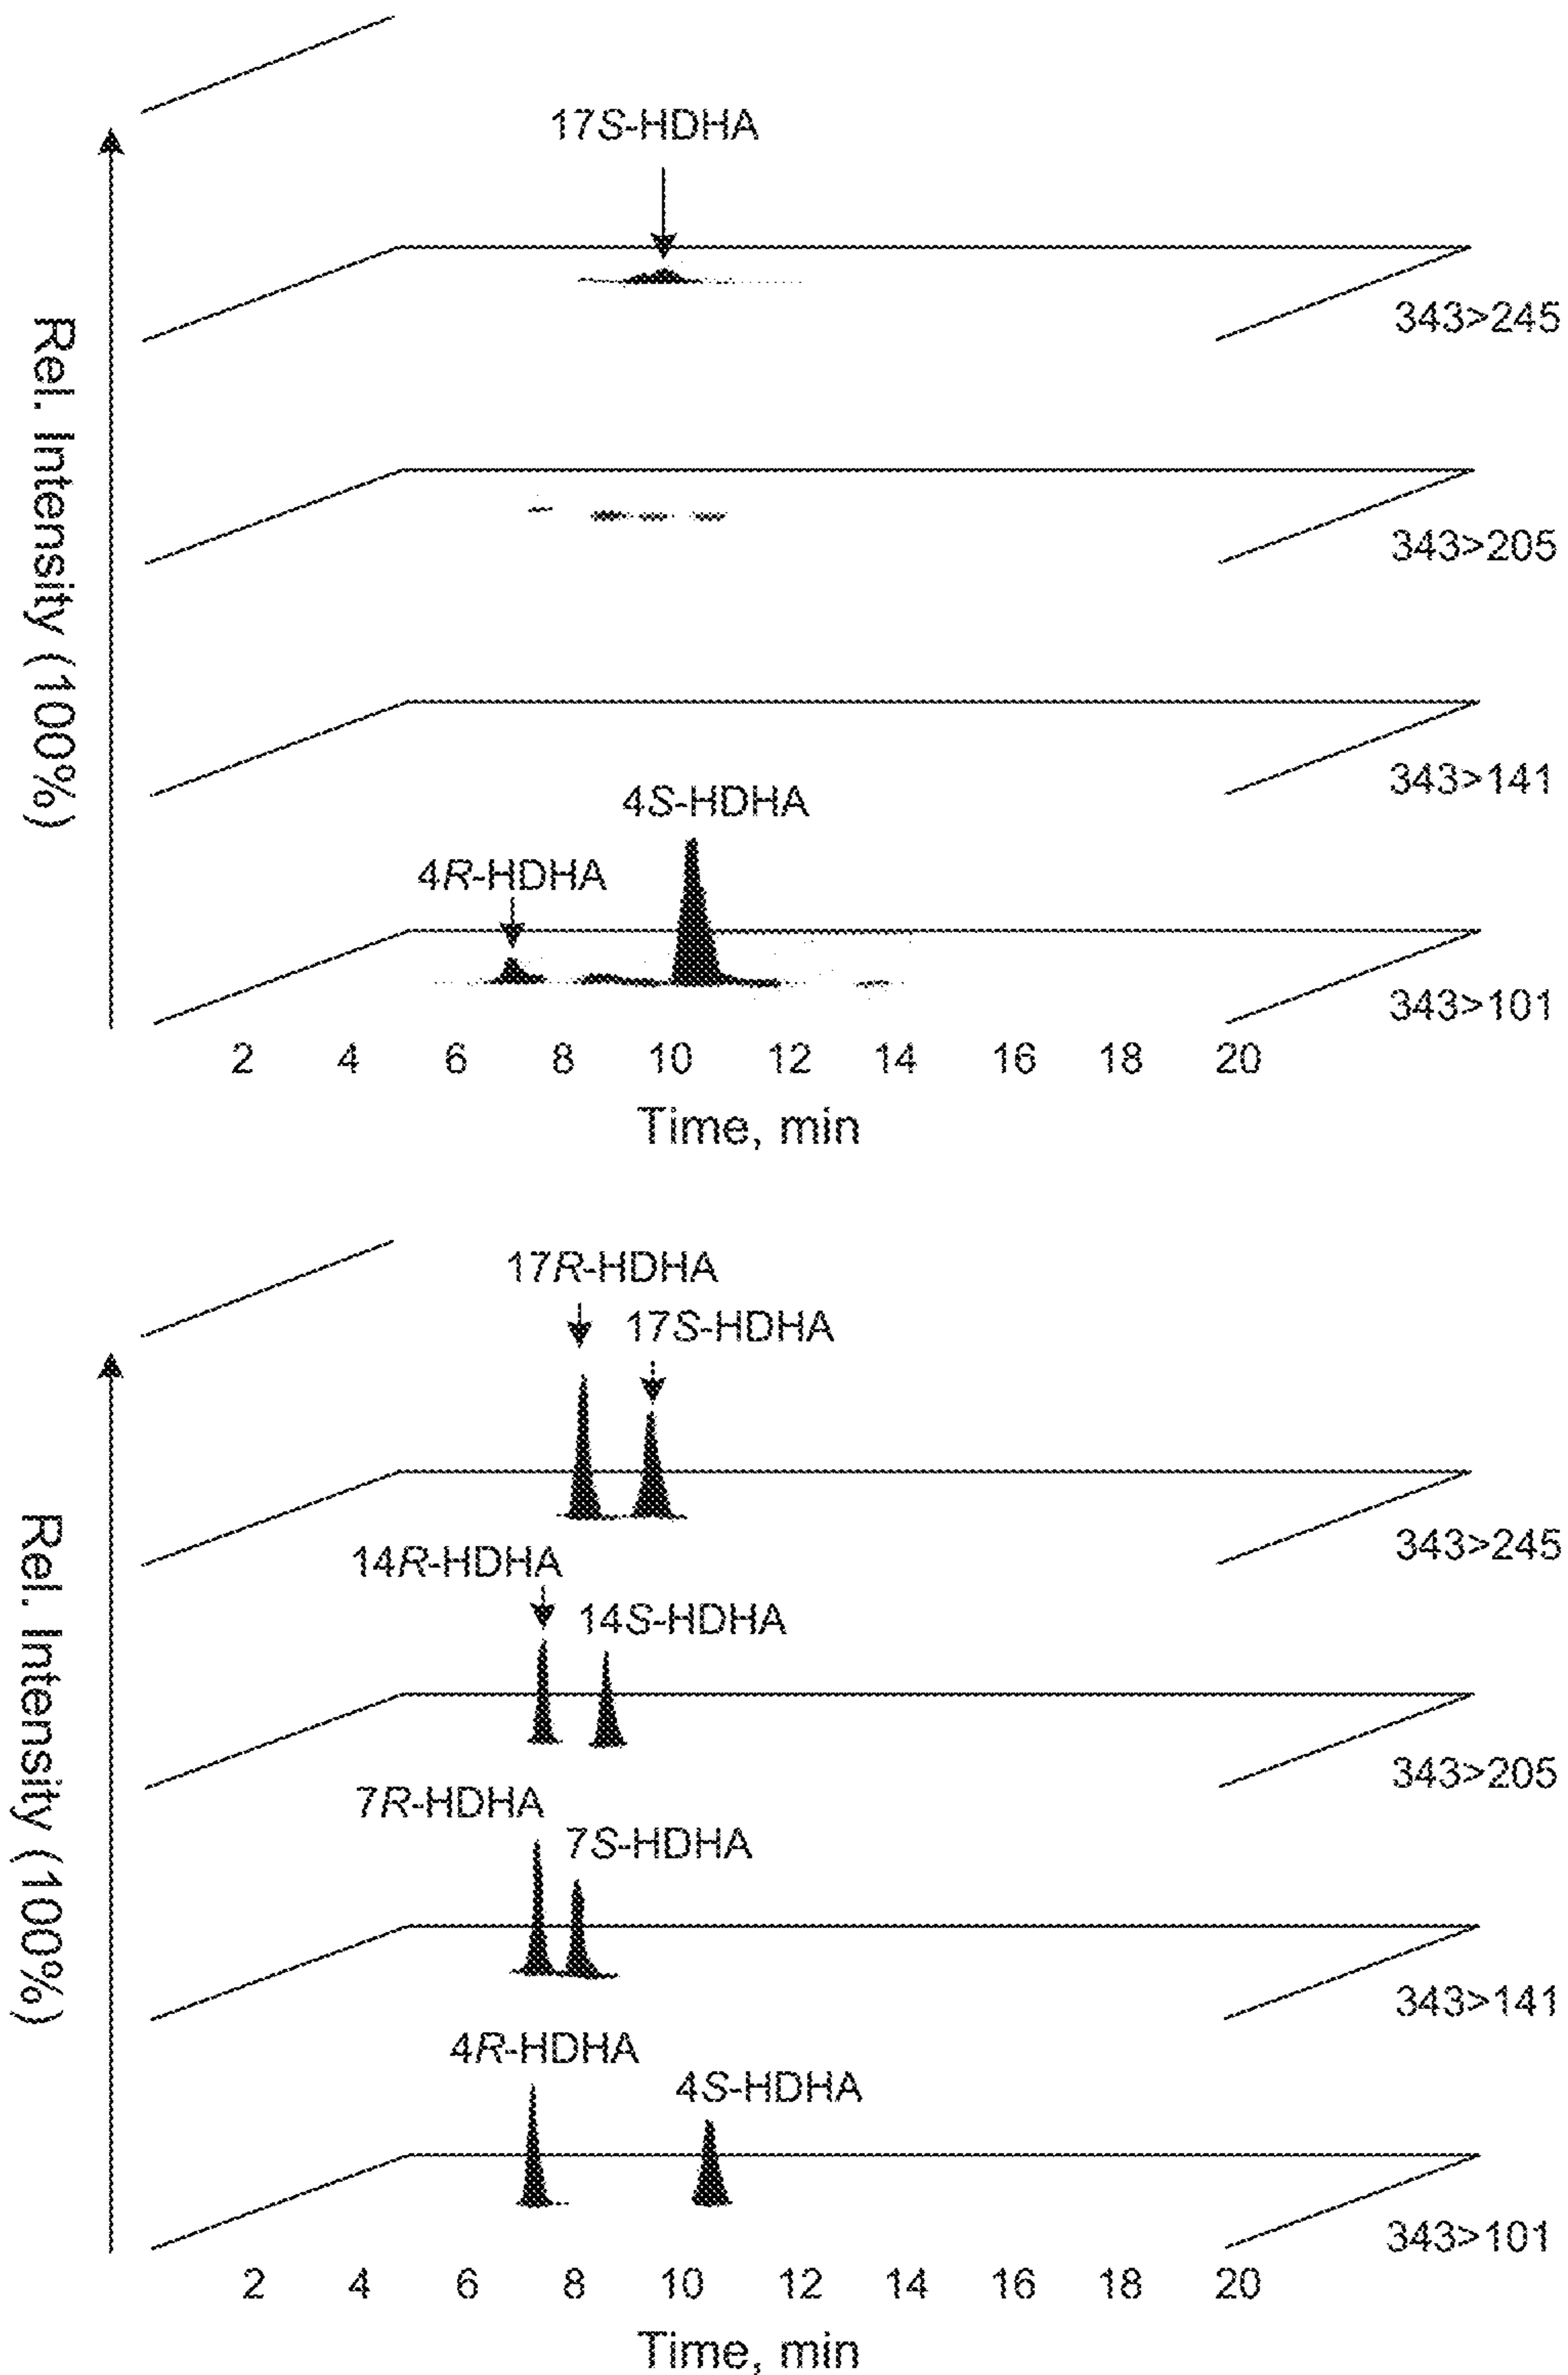 17S-HDHA
343>245
Rel. Intensity (100%)
343>205
343>141
4S-HDHA
4R-HDHA
343>101
2 4 6 8 10 12 14 16 18 20
Time, min
17R-HDHA
17S-HDHA
343>245
14R-HDHA
14S-HDHA
Rel. Intensity (100%)
343>205
7R-HDHA
7S-HDHA
343>141
4R-HDHA
4S-HDHA
343>101
2 4 6 8 10 12 14 16 18 20
Time, min